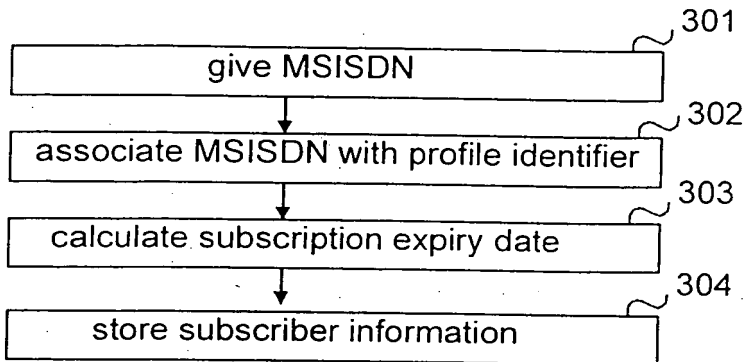 301
give MSISDN
302
associate MSISDN with profile identifier
303
calculate subscription expiry date
304
store subscriber information